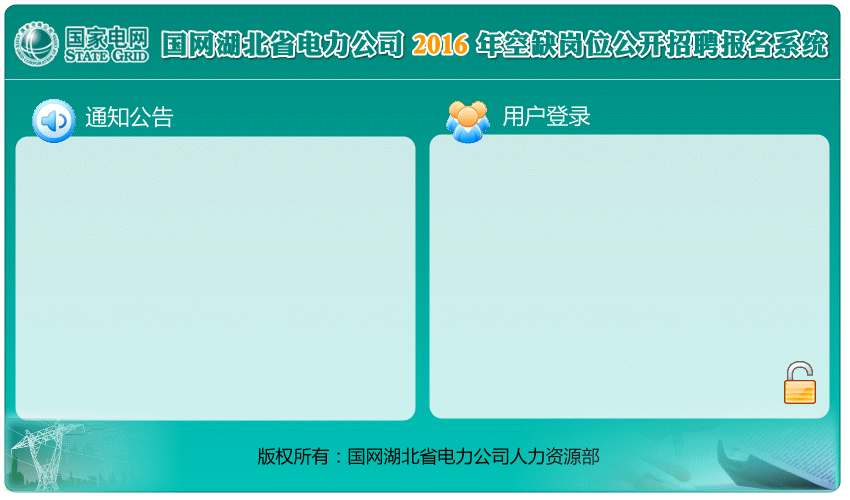 国家电网
STATE GRID
国网湖北省电力公司 2016 年空缺岗位公开招聘报名系统
通知公告
用户登录
版权所有：国网湖北省电力公司人力资源部